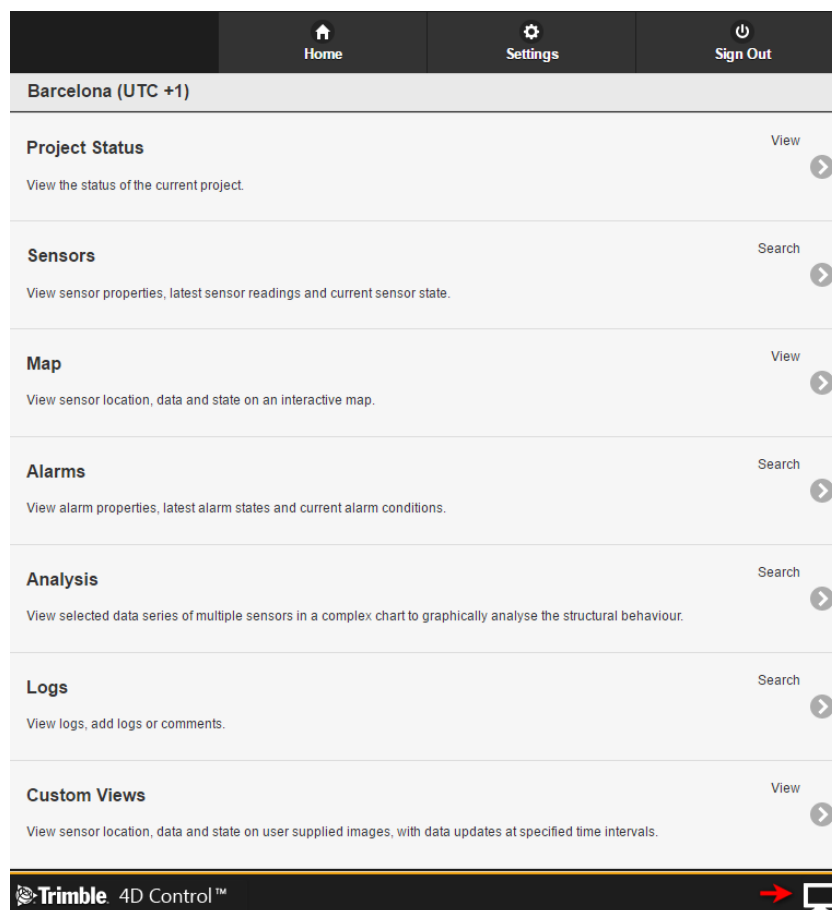 Home Settings Sign Out
Barcelona (UTC +1)
Project Status View
View the status of the current project.
Sensors Search
View sensor properties, latest sensor readings and current sensor state.
Map View
View sensor location, data and state on an interactive map.
Alarms Search
View alarm properties, latest alarm states and current alarm conditions.
Analysis Search
View selected data series of multiple sensors in a complex chart to graphically analyse the structural behaviour.
Logs Search
View logs, add logs or comments.
Custom Views View
View sensor location, data and state on user supplied images, with data updates at specified time intervals.
Trimble. 4D Control™